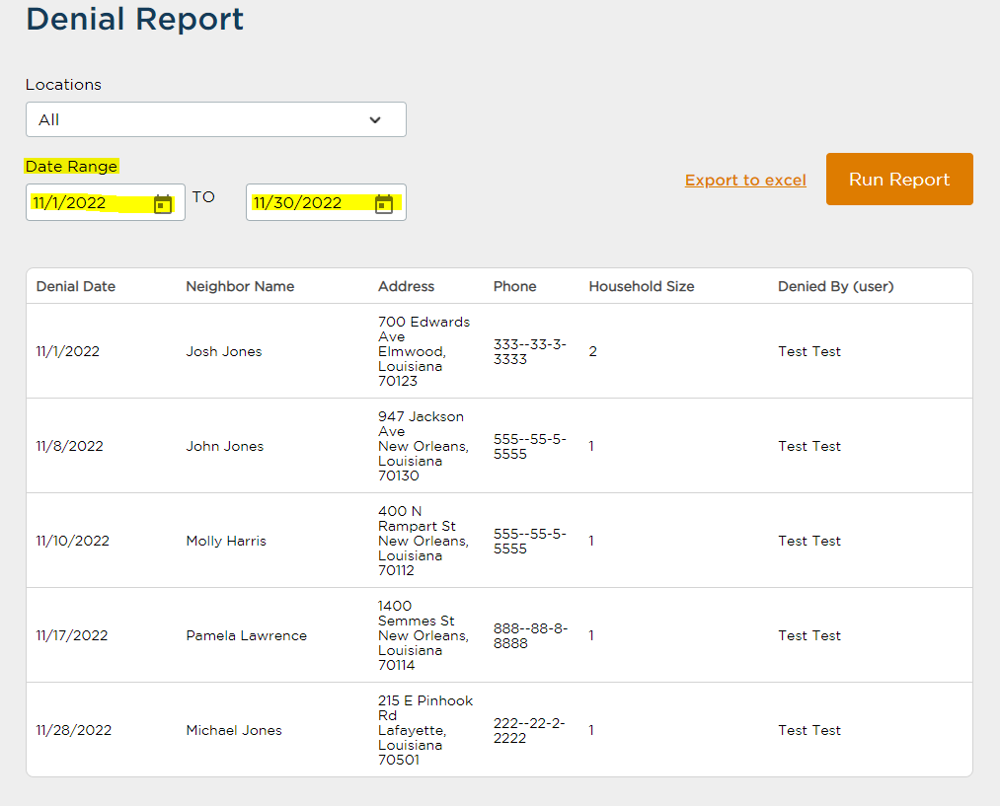 Denial Report
Locations
All
Date Range
11/1/2022 TO 11/30/2022
Export to excel
Run Report
Denial Date Neighbor Name Address Phone Household Size Denied By (user)
11/1/2022
Josh Jones
700 Edwards
Ave
Elmwood,
Louisiana
70123
333--33-3-
3333
2
Test Test
11/8/2022
John Jones
947 Jackson
Ave
New Orleans,
Louisiana
70130
555--55-5-
5555
1
Test Test
11/10/2022
Molly Harris
400 N
Rampart St
New Orleans,
Louisiana
70112
555--55-5-
5555
1
Test Test
11/17/2022
Pamela Lawrence
1400
Semmes St
New Orleans,
Louisiana
70114
888--88-8-
8888
1
Test Test
11/28/2022
Michael Jones
215 E Pinhook
Rd
Lafayette,
Louisiana
70501
222--22-2-
2222
1
Test Test